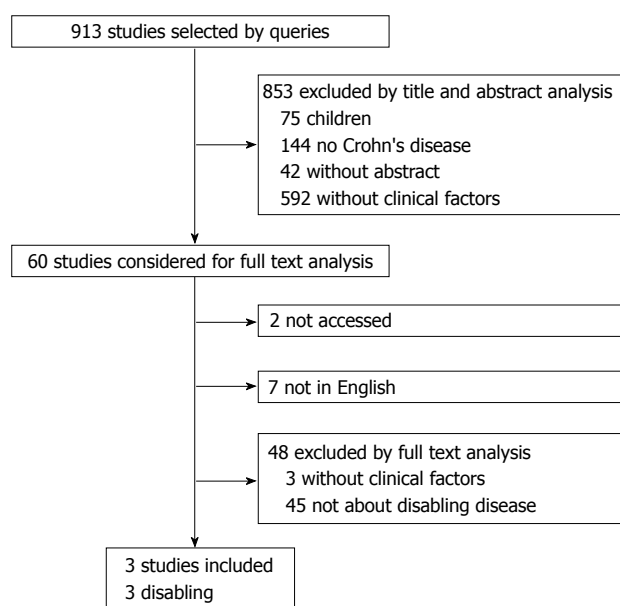 913 studies selected by queries
853 excluded by title and abstract analysis
75 children
144 no Crohn's disease
42 without abstract
592 without clinical factors
60 studies considered for full text analysis
2 not accessed
7 not in English
48 excluded by full text analysis
3 without clinical factors
45 not about disabling disease
3 studies included
3 disabling